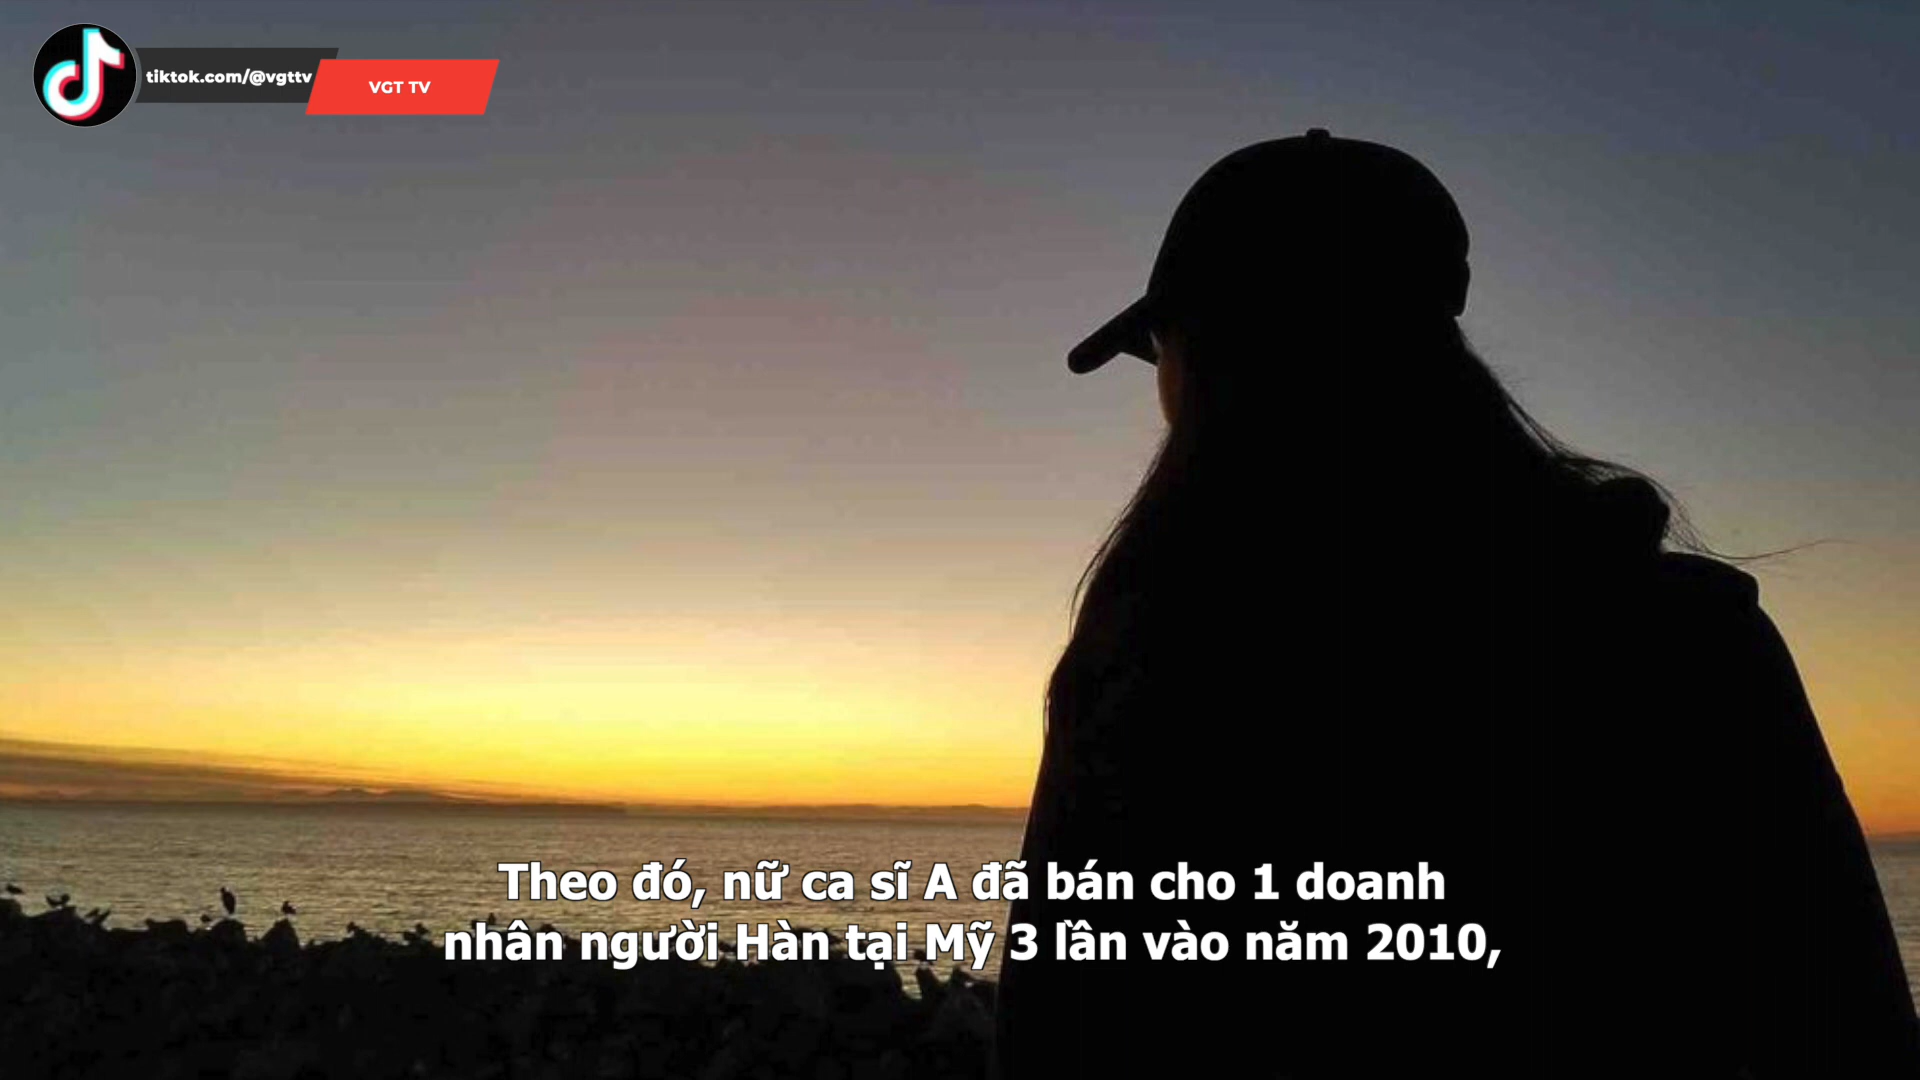 tiktok.com/@vgttv
VGT TV
Theo đó, nữ ca sĩ A đã bán cho 1 doanh
nhân người Hàn tại Mỹ 3 lần vào năm 2010,